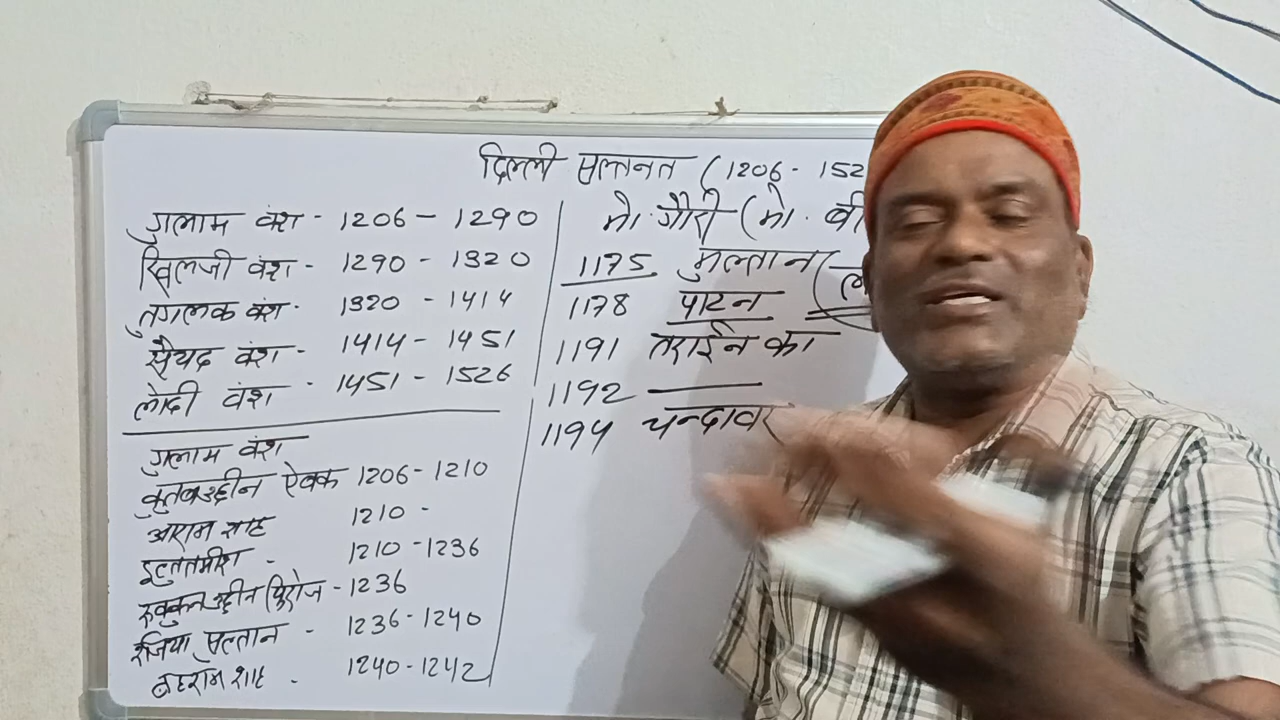 दिल्ली सल्तनत (1206 - 152
गुलाम वंश - 1206 - 1290
खिलजी वंश - 1290 - 1320
तुगलक वंश - 1320 - 1414
सैयद वंश - 1414 - 1451
लोदी वंश - 1451 - 1526
गुलाम वंश
कुतबउद्दीन ऐबक 1206 - 1210
आराम शाह 1210 -
इलुतमीश - 1210 - 1236
रुक्कुनउद्दीन फिरोज - 1236
रजिया सुल्तान - 1236 - 1240
बहराम शाह - 1240 - 1242
मो. गौरी (मो. बी
1175 मुल्तान (
1178 पाटन
1191 तराईन का
1192
1194 चन्दावर